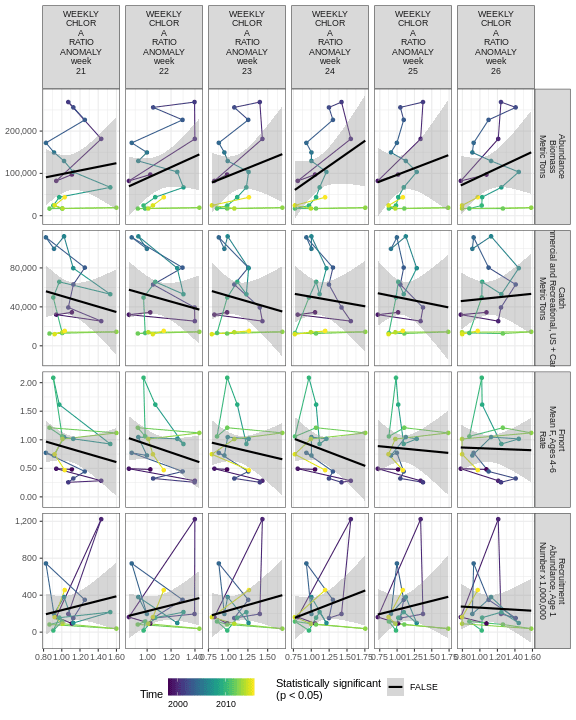 WEEKLY CHLOR A RATIO ANOMALY week 21
WEEKLY CHLOR A RATIO ANOMALY week 22
WEEKLY CHLOR A RATIO ANOMALY week 23
WEEKLY CHLOR A RATIO ANOMALY week 24
WEEKLY CHLOR A RATIO ANOMALY week 25
WEEKLY CHLOR A RATIO ANOMALY week 26
200,000
100,000
0
Abundance
Biomass
Metric Tons
80,000
40,000
0
Catch
mmercial and Recreational, US + Ca
Metric Tons
2.00
1.50
1.00
0.50
0.00
Fmort
Mean F, Ages 4-6
Rate
1,200
800
400
0
Recruitment
Abundance, Age 1
Number x 1,000,000
0.80 1.00 1.20 1.40 1.60
1.00 1.20 1.40
0.75 1.00 1.25 1.50
0.75 1.00 1.25 1.50 1.75
0.75 1.00 1.25 1.50 1.75
0.80 1.00 1.20 1.40 1.60
Time
2000 2010
Statistically significant
(p < 0.05)
FALSE